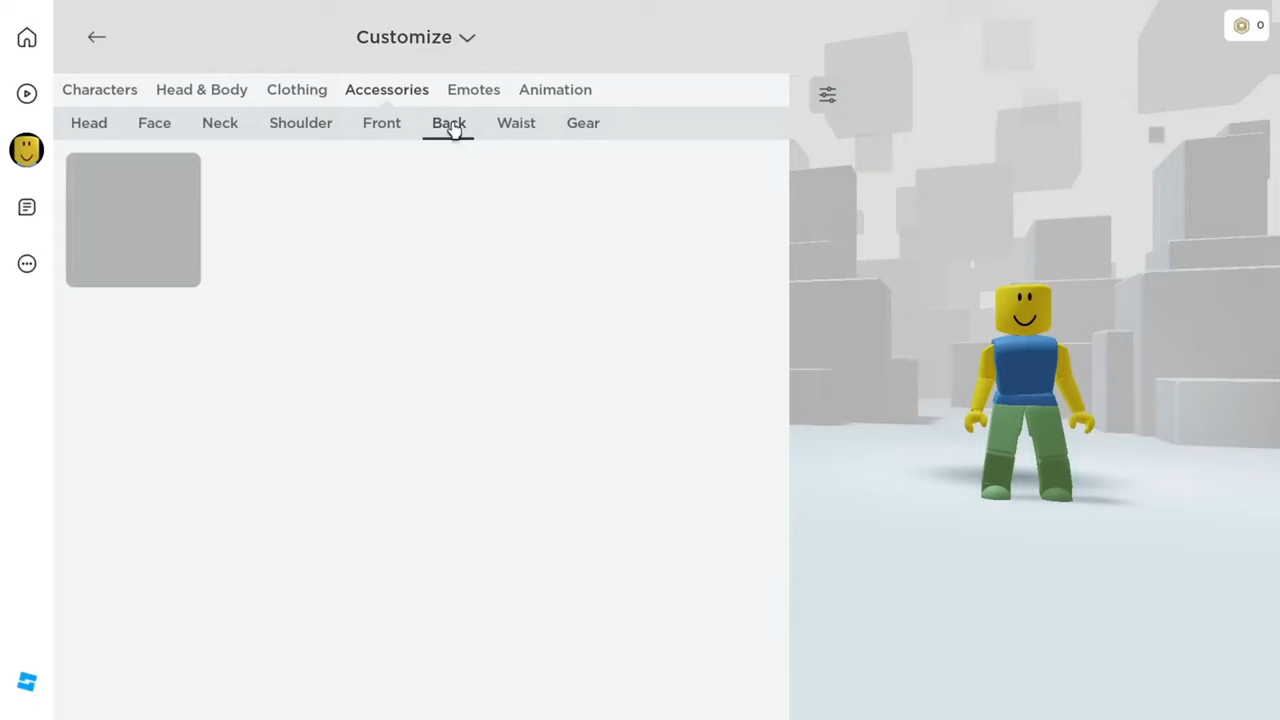 Customize
0
Characters Head & Body Clothing Accessories Emotes Animation
Head Face Neck Shoulder Front Back Waist Gear